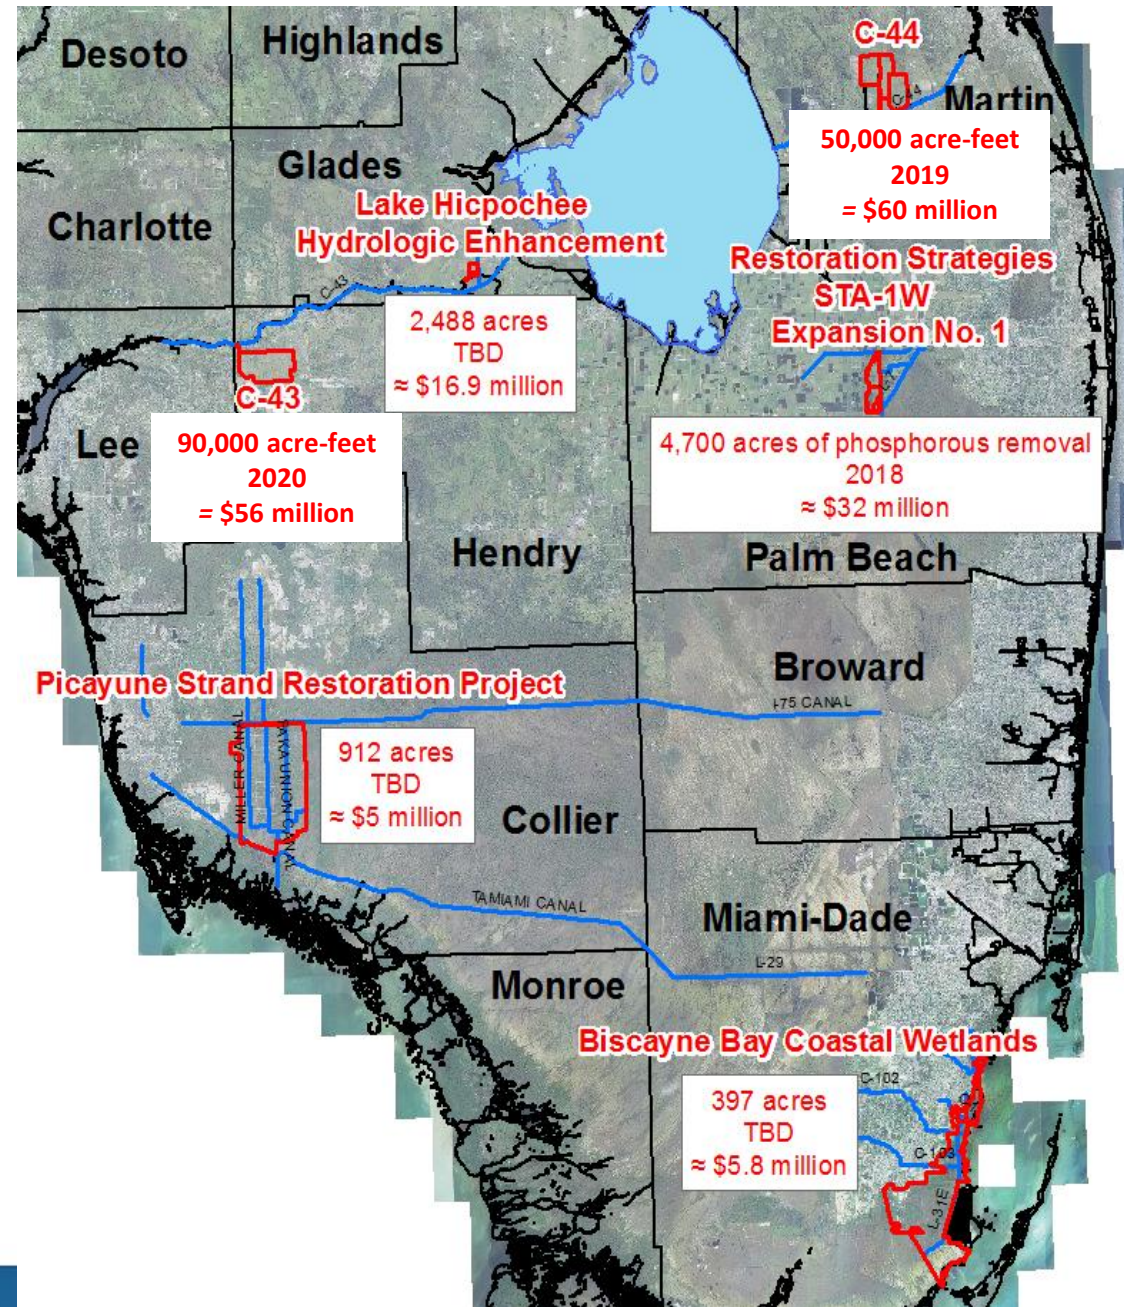 C-44
Desoto
Highlands
C-44
Martin
50,000 acre-feet
2019
= $60 million
Glades
Charlotte
Lake Hicpochee
Hydrologic Enhancement
Restoration Strategies
STA-1W
Expansion No. 1
C-43
2,488 acres
TBD
≈ $16.9 million
C-43
Lee
90,000 acre-feet
2020
= $56 million
4,700 acres of phosphorous removal
2018
≈ $32 million
Hendry
Palm Beach
Broward
I-75 CANAL
Picayune Strand Restoration Project
MILLER CANAL
FAKA UNION CANAL
912 acres
TBD
≈ $5 million
Collier
TAMIAMI CANAL
Miami-Dade
L-29
Monroe
Biscayne Bay Coastal Wetlands
C-102
397 acres
TBD
≈ $5.8 million
C-103
L-31E